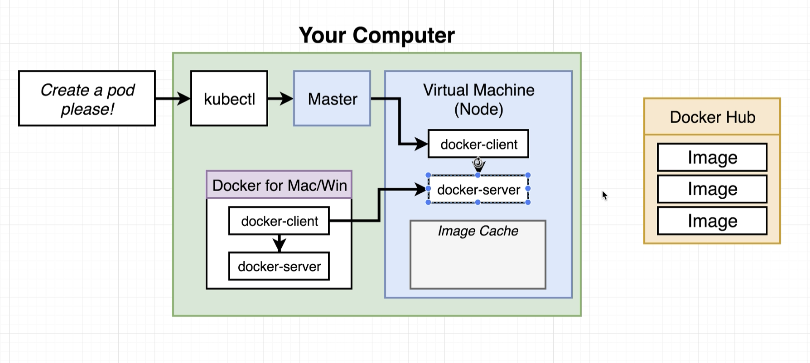 Your Computer
Create a pod
please!
kubectl
Master
Virtual Machine
(Node)
docker-client
docker-server
Image Cache
Docker for Mac/Win
docker-client
docker-server
Docker Hub
Image
Image
Image